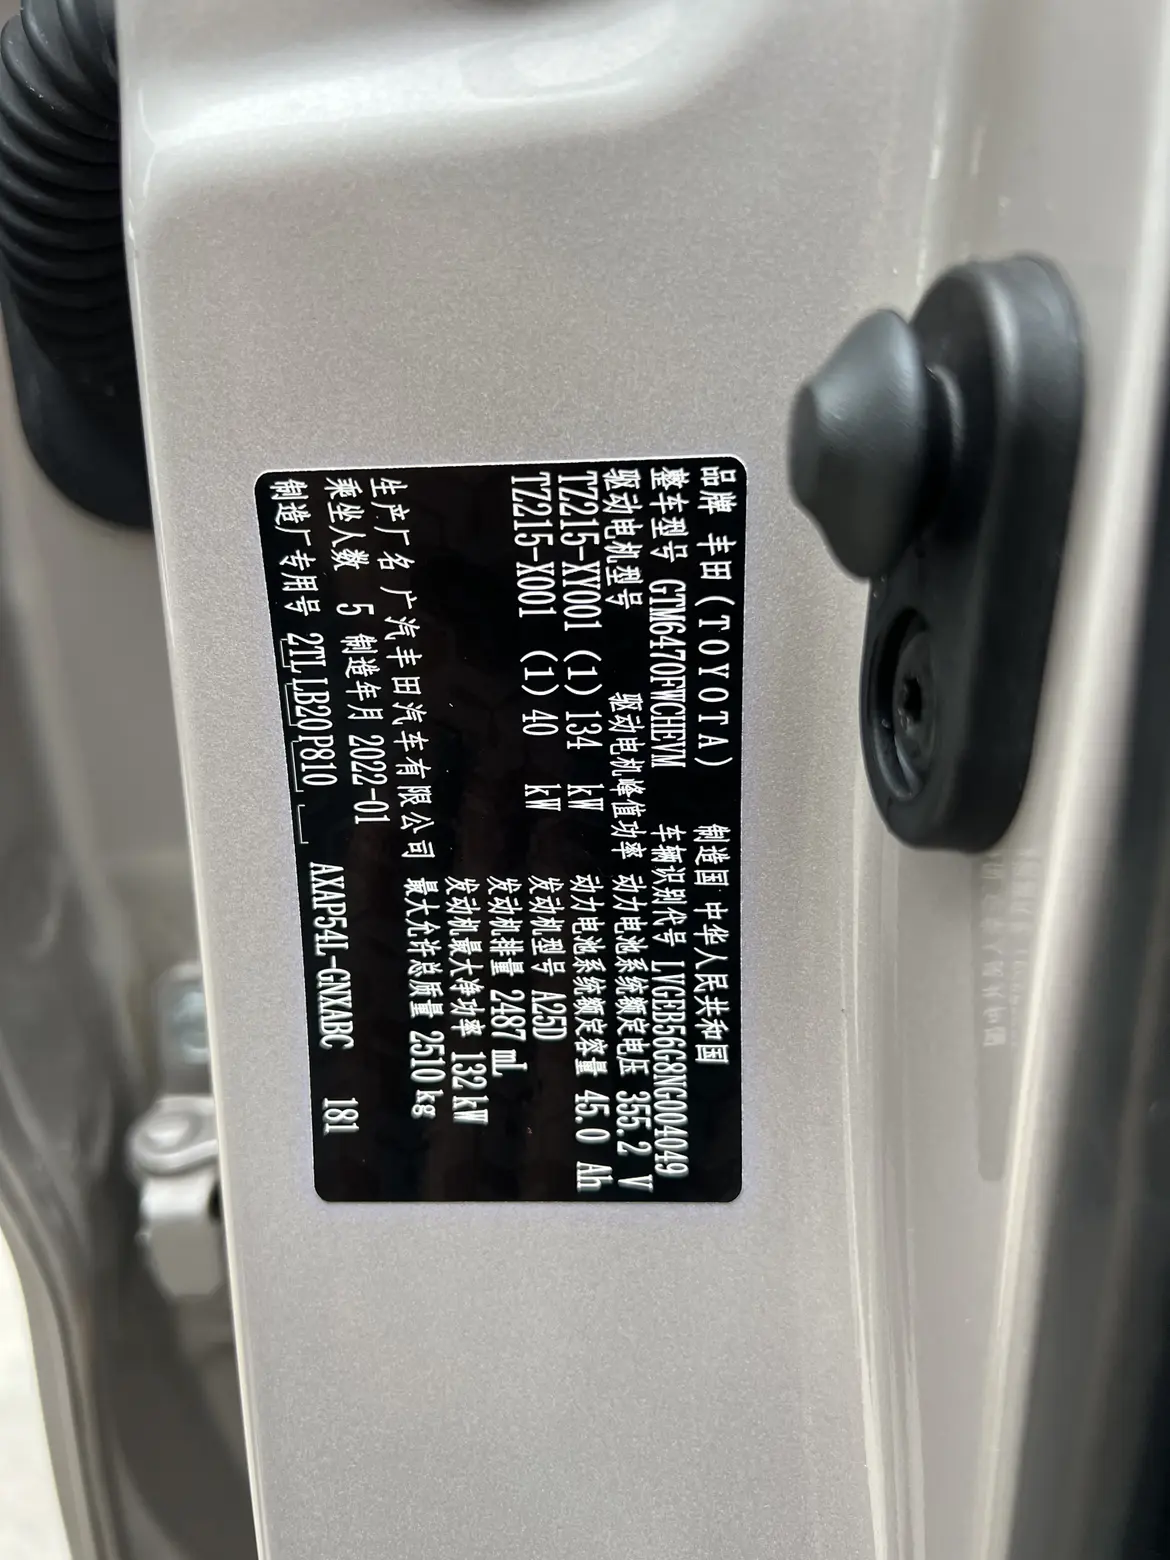 品牌 丰田(TOYOTA) 制造国 中华人民共和国
整车型号 GTM6470FWCHEVM 车辆识别代号 LVGEB56G8NG004049
驱动电机型号 驱动电机峰值功率 动力电池系统额定电压 355.2 V
TZ215-XY001 (1) 134 kW 动力电池系统额定容量 45.0 Ah
TZ215-X001 (1) 40 kW 发动机型号 A25D
发动机排量 2487 mL
发动机最大净功率 132kW
生产厂名 广汽丰田汽车有限公司 最大允许总质量 2510 kg
乘坐人数 5 制造年月 2022-01
制造厂专用号 2TL LB20 P810 AXAP54L-GNXABC 181